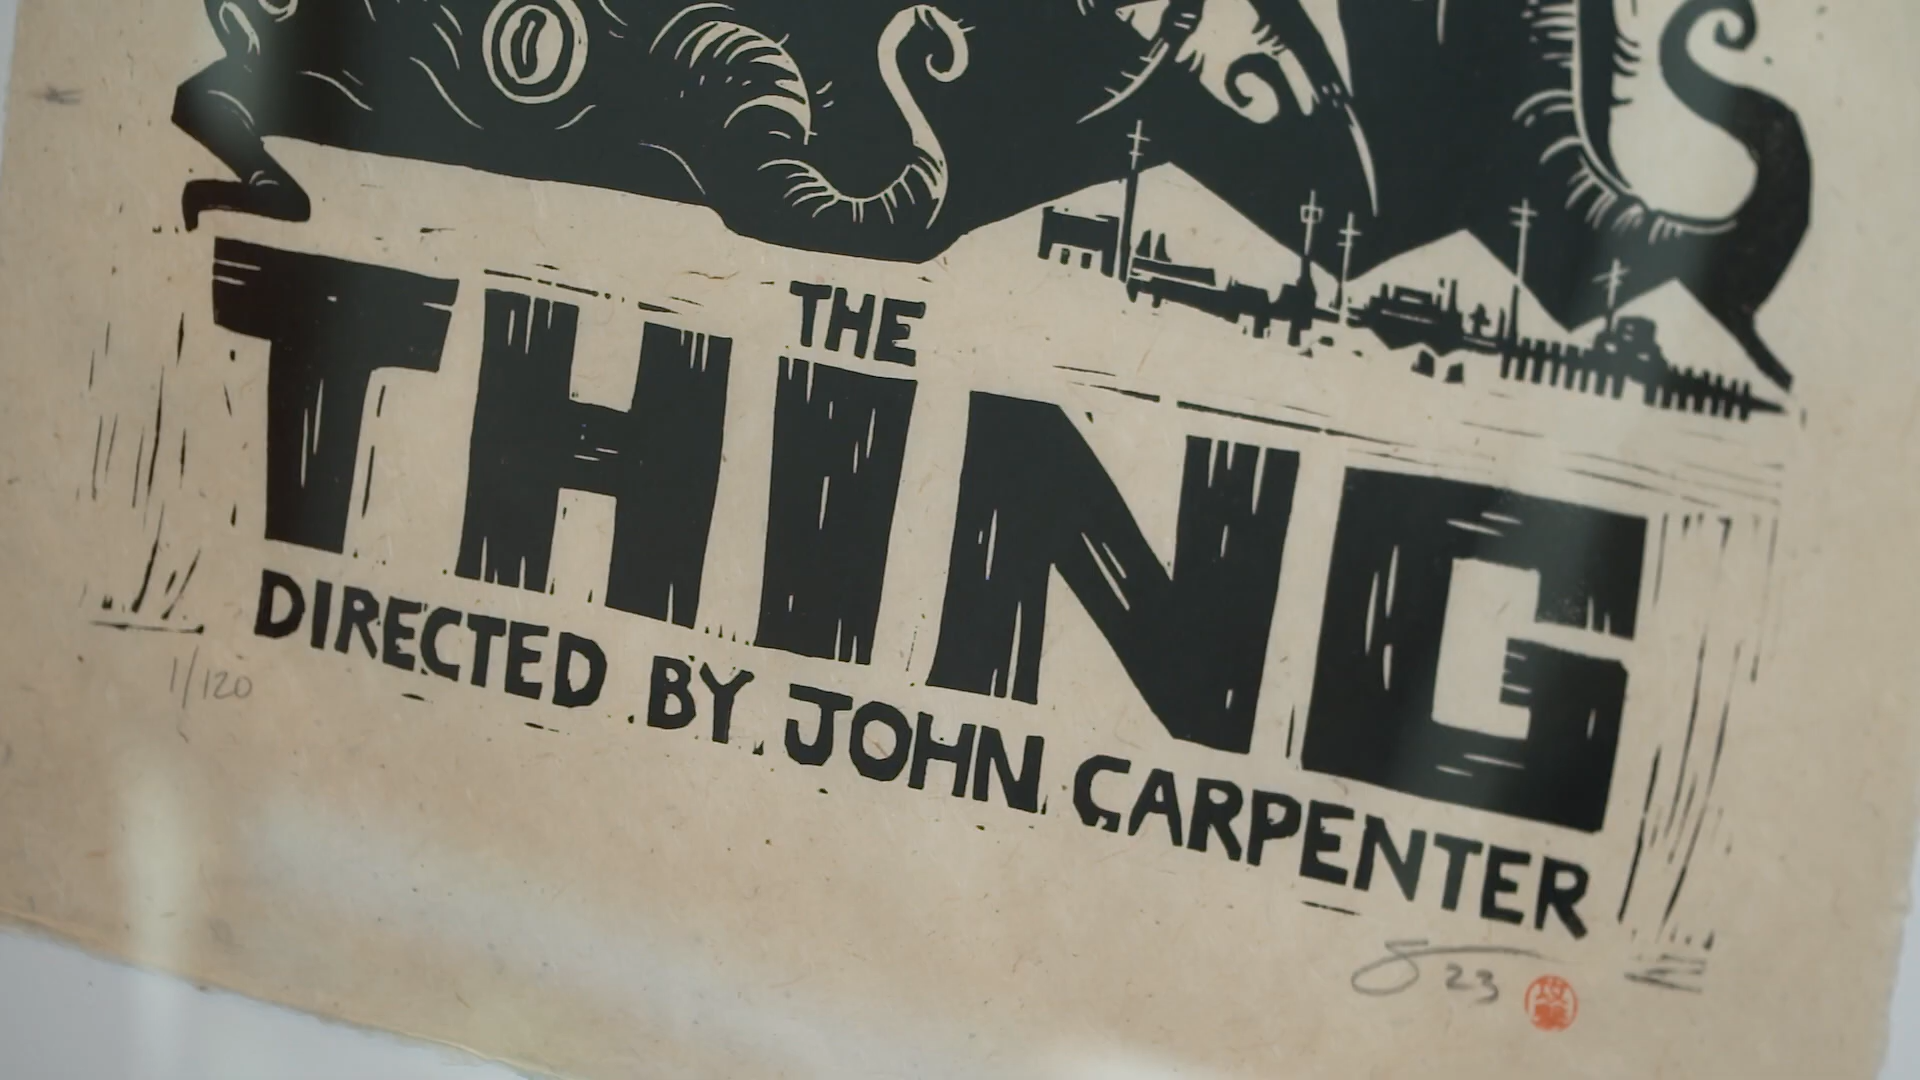 THE
THING
DIRECTED BY JOHN CARPENTER
1/120
23